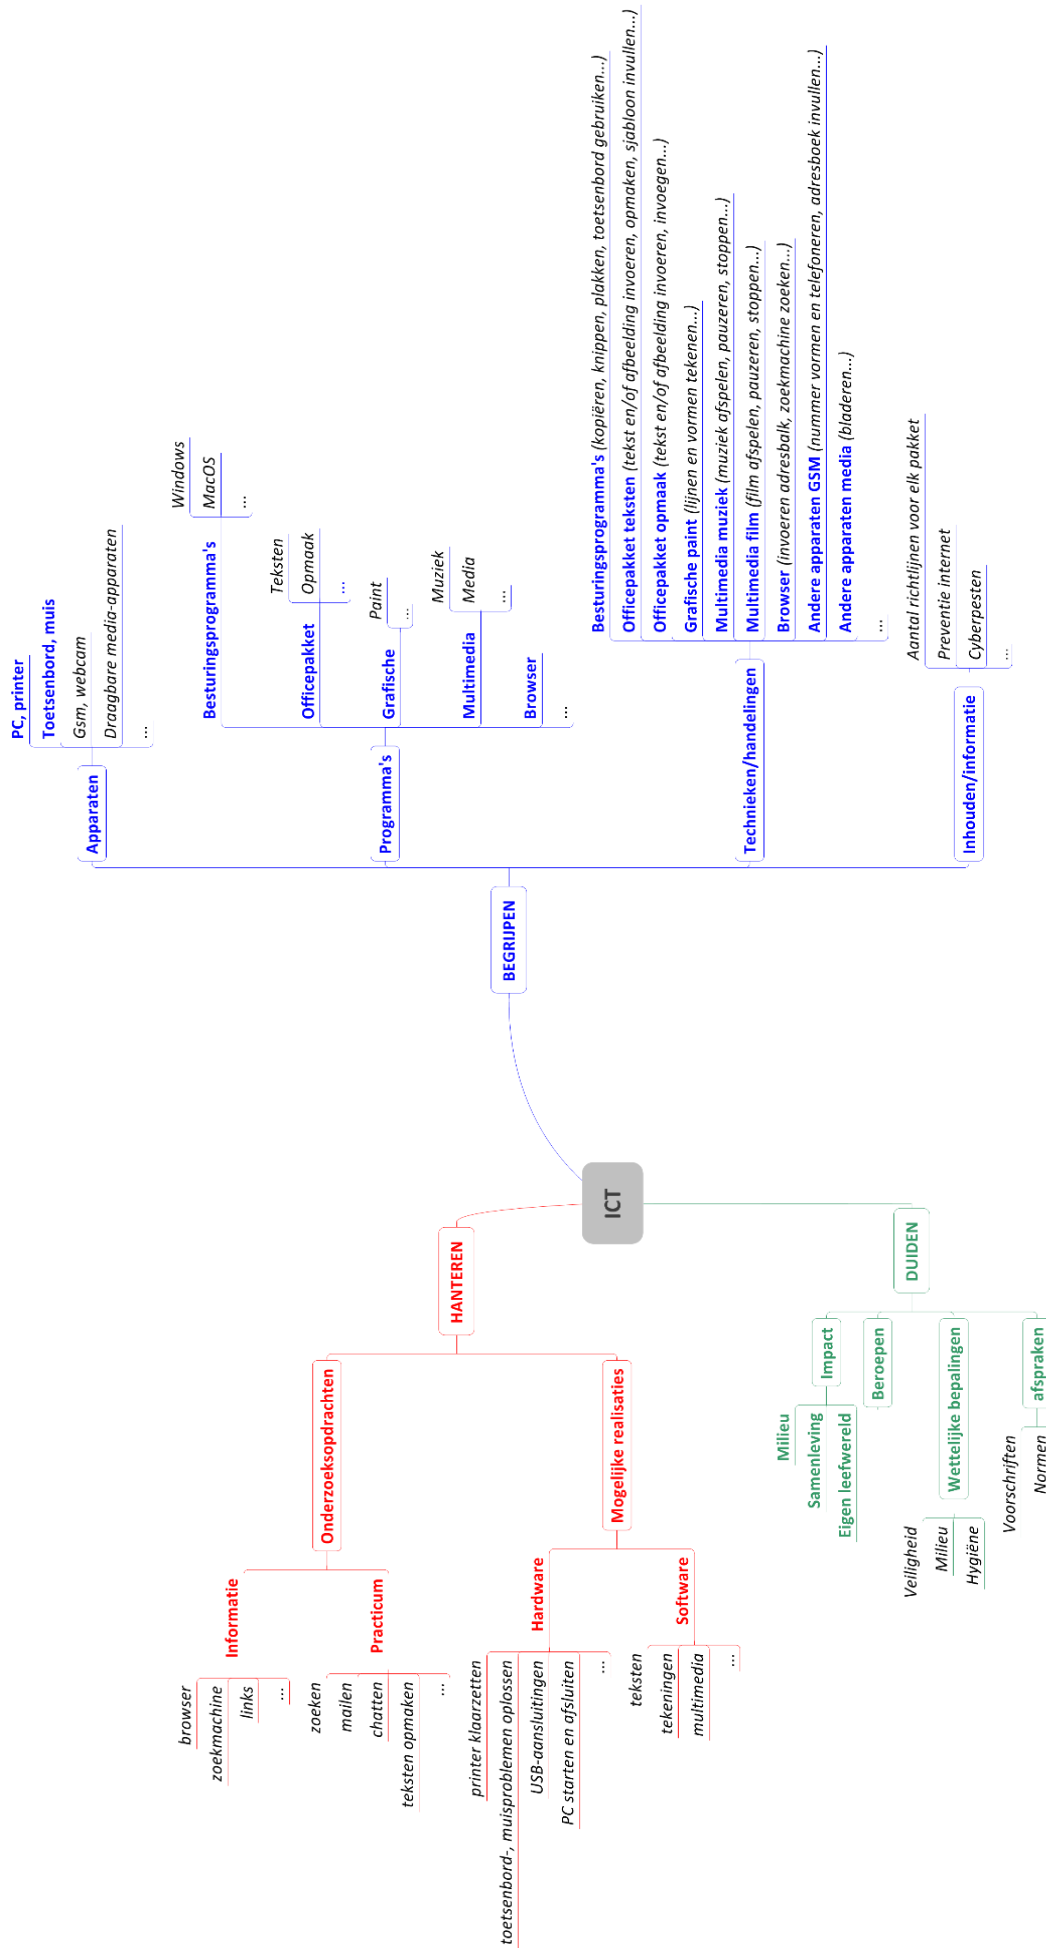 ICT
BEGRIJPEN
Apparaten
PC, printer
Toetsenbord, muis
Gsm, webcam
Draagbare media-apparaten
...
Programma's
Besturingsprogramma's
Windows
MacOS
...
Officepakket
Teksten
Opmaak
...
Grafische
Paint
...
Multimedia
Muziek
Media
...
Browser
...
Technieken/handelingen
Besturingsprogramma's (kopiëren, knippen, plakken, toetsenbord gebruiken...)
Officepakket teksten (tekst en/of afbeelding invoeren, opmaken, sjabloon invullen...)
Officepakket opmaak (tekst en/of afbeelding invoeren, invoegen...)
Grafische paint (lijnen en vormen tekenen...)
Multimedia muziek (muziek afspelen, pauzeren, stoppen...)
Multimedia film (film afspelen, pauzeren, stoppen...)
Browser (invoeren adresbalk, zoekmachine zoeken...)
Andere apparaten GSM (nummer vormen en telefoneren, adresboek invullen...)
Andere apparaten media (bladeren...)
...
Inhouden/informatie
Aantal richtlijnen voor elk pakket
Preventie internet
Cyberpesten
...
HANTEREN
Onderzoeksopdrachten
Informatie
browser
zoekmachine
links
...
Practicum
zoeken
mailen
chatten
teksten opmaken
...
Mogelijke realisaties
Hardware
printer klaarzetten
toetsenbord-, muisproblemen oplossen
USB-aansluitingen
PC starten en afsluiten
...
Software
teksten
tekeningen
multimedia
...
DUIDEN
Impact
Milieu
Samenleving
Eigen leefwereld
Beroepen
Wettelijke bepalingen
Veiligheid
Milieu
Hygiëne
afspraken
Voorschriften
Normen